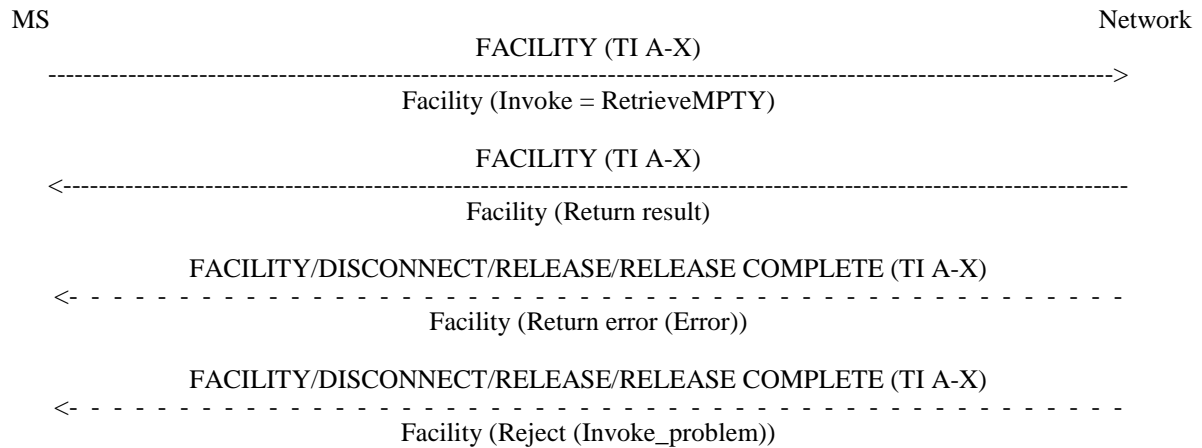 MS Network
FACILITY (TI A-X)
Facility (Invoke = RetrieveMPTY)
FACILITY (TI A-X)
Facility (Return result)
FACILITY/DISCONNECT/RELEASE/RELEASE COMPLETE (TI A-X)
Facility (Return error (Error))
FACILITY/DISCONNECT/RELEASE/RELEASE COMPLETE (TI A-X)
Facility (Reject (Invoke_problem))